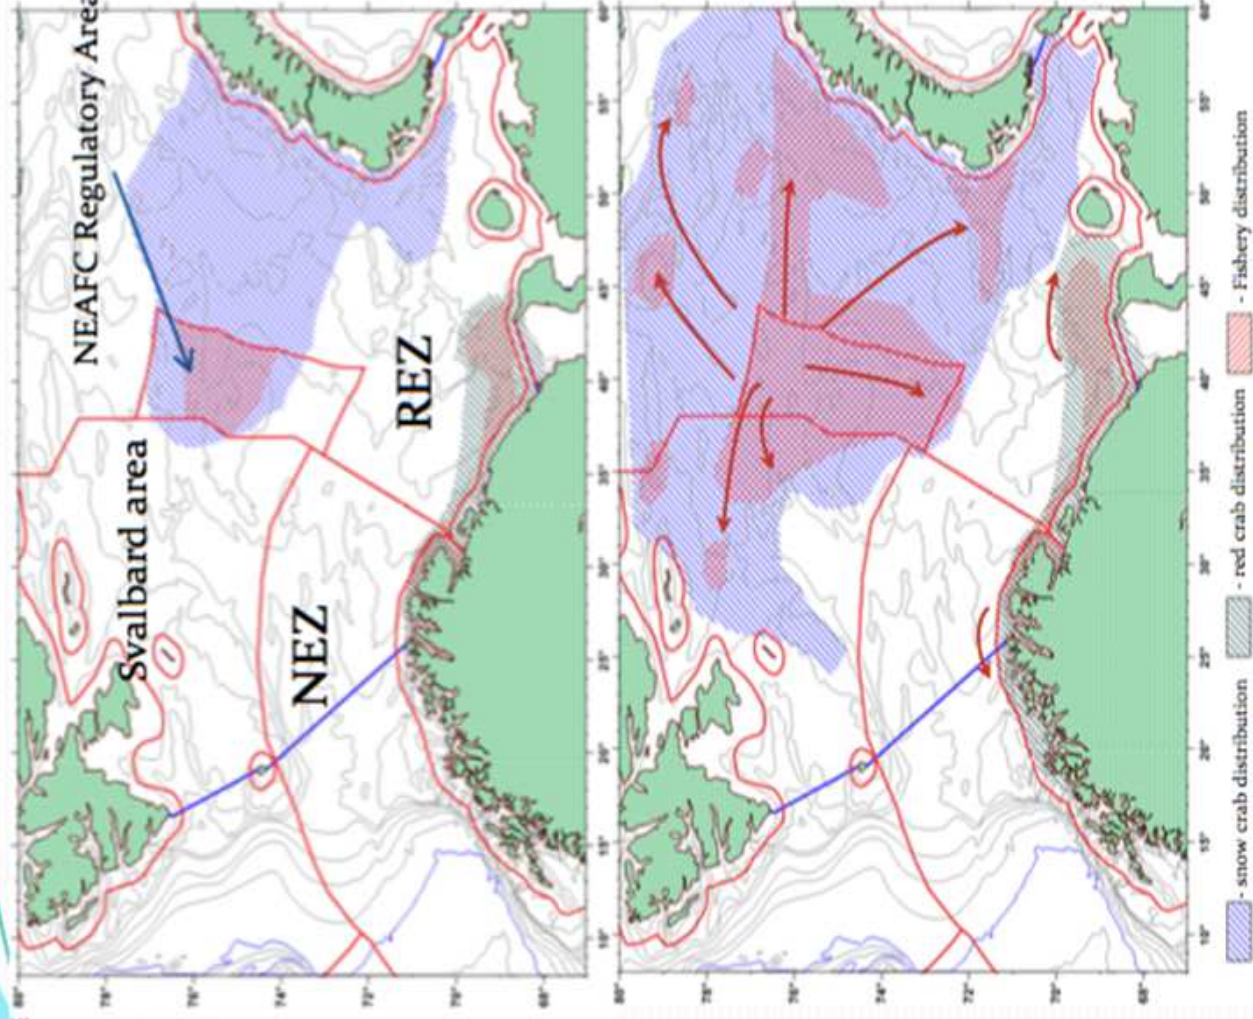 NEAFC Regulatory Area
Svalbard area
NEZ
REZ
- snow crab distribution
- red crab distribution
- Fishery distribution